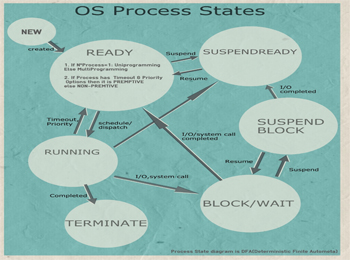 OS Process States
NEW
created
READY
1. If NºProcess=1- Uniprogramming
Else MultiProgramming
2. If Process has Timeout & Priority
Options then it is PREMPTIVE
else NON-PREMTIVE
Suspend
Resume
SUSPENDREADY
I/O
completed
SUSPEND
BLOCK
Timeout,
Priority
schedule/
dispatch
I/O/system call
completed
RUNNING
Resume
Suspend
I/O,system call
Completed
BLOCK/WAIT
TERMINATE
Process State diagram is DFA(Deterministic Finite Automata)